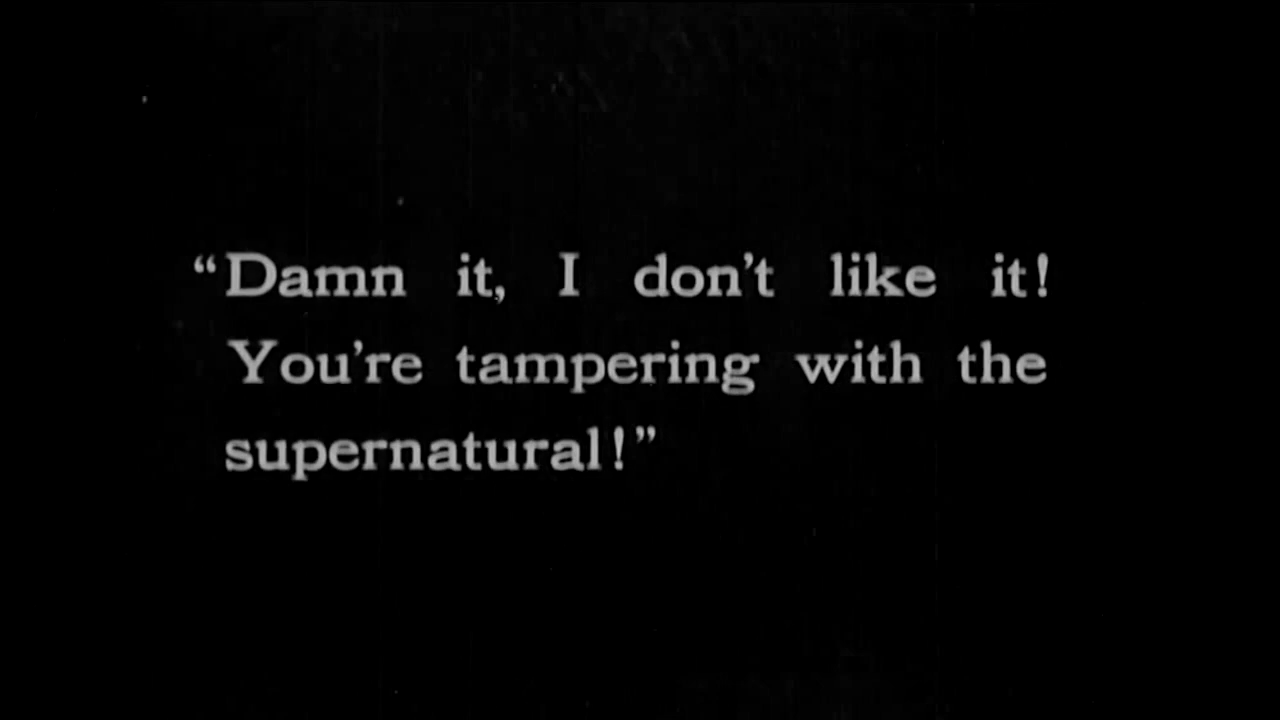 “Damn it, I don’t like it!
You’re tampering with the
supernatural!”